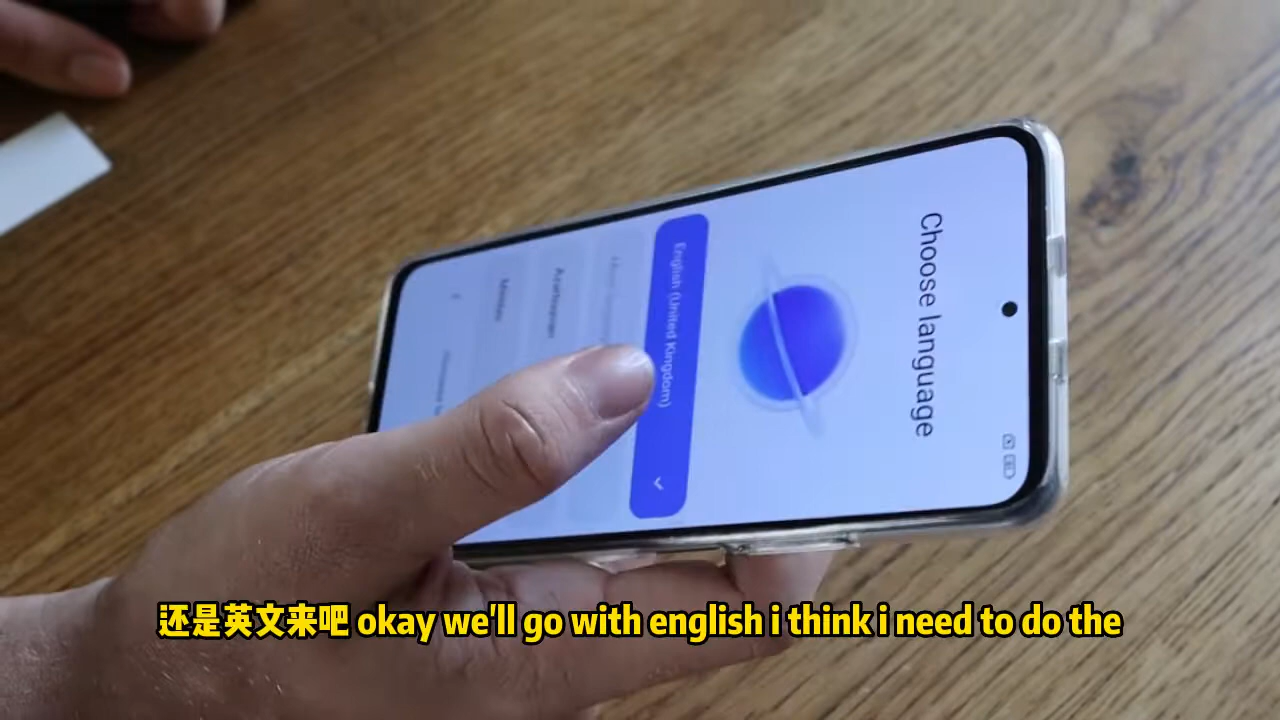 Choose language
English (United Kingdom)
还是英文来吧 okay we'll go with english i think i need to do the